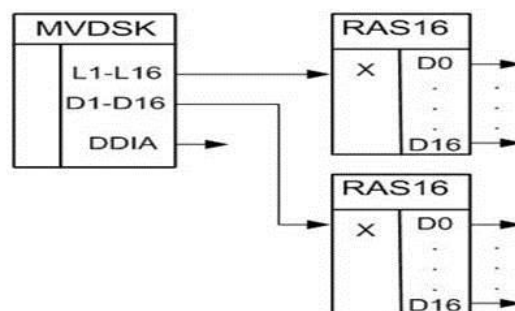 MVDSK
L1-L16
D1-D16
DDIA
RAS16
X
D0
D16
RAS16
X
D0
D16